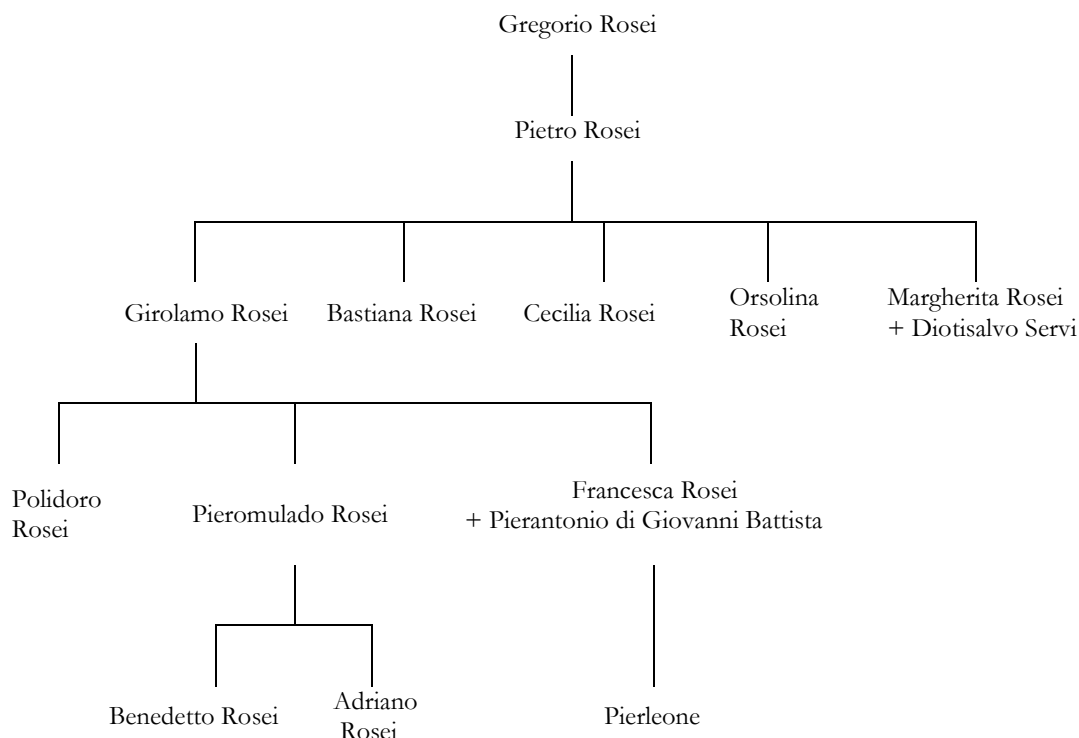 Gregorio Rosei
Pietro Rosei
Girolamo Rosei
Bastiana Rosei
Cecilia Rosei
Orsolina
Rosei
Margherita Rosei
+ Diotisalvo Servi
Polidoro
Rosei
Pieromulado Rosei
Francesca Rosei
+ Pierantonio di Giovanni Battista
Benedetto Rosei
Adriano
Rosei
Pierleone